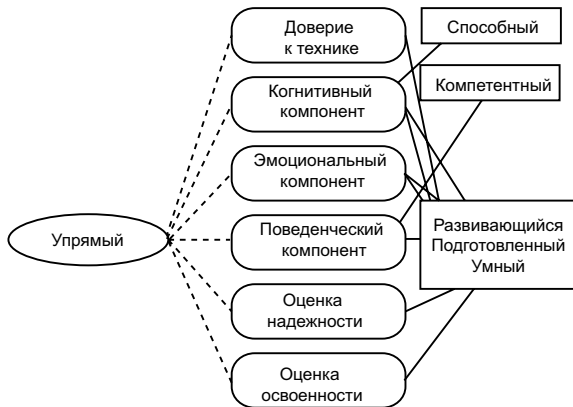 Упрямый
Доверие
к технике
Когнитивный
компонент
Эмоциональный
компонент
Поведенческий
компонент
Оценка
надежности
Оценка
освоенности
Способный
Компетентный
Развивающийся
Подготовленный
Умный